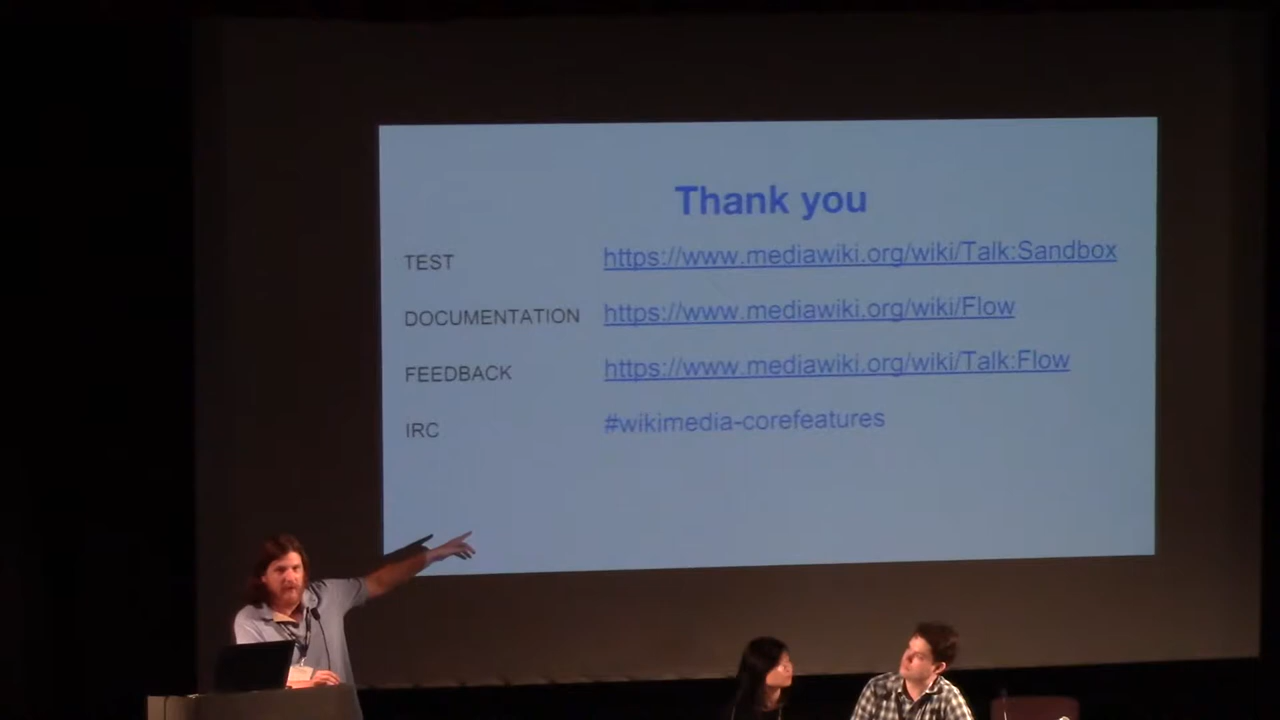 Thank you
TEST https://www.mediawiki.org/wiki/Talk:Sandbox
DOCUMENTATION https://www.mediawiki.org/wiki/Flow
FEEDBACK https://www.mediawiki.org/wiki/Talk:Flow
IRC #wikimedia-corefeatures